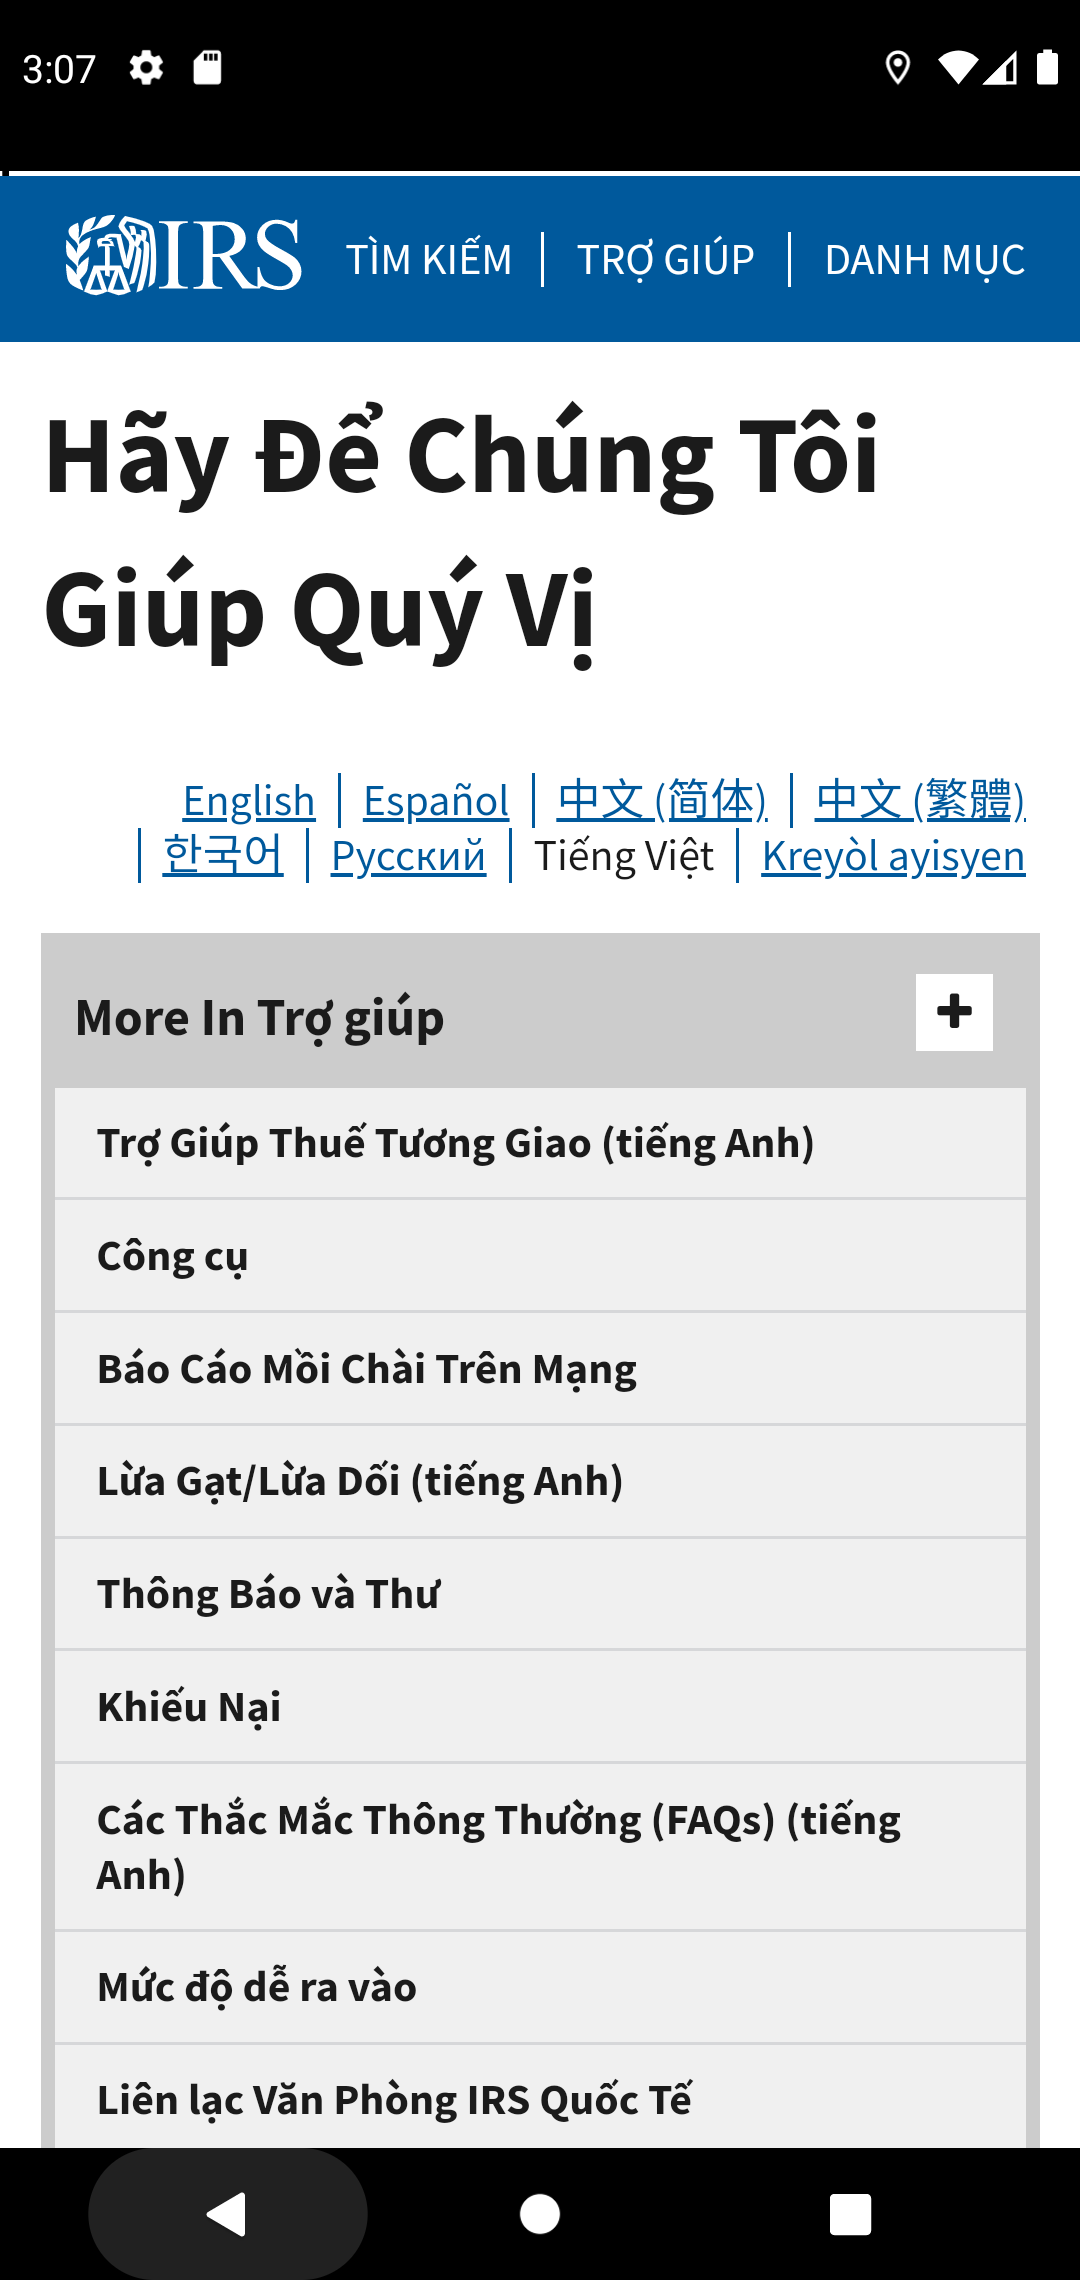 3:07
IRS TÌM KIẾM TRỢ GIÚP DANH MỤC
Hãy Để Chúng Tôi
Giúp Quý Vị
English Español 中文 (简体) 中文 (繁體)
한국어 Русский Tiếng Việt Kreyòl ayisyen
More In Trợ giúp
Trợ Giúp Thuế Tương Giao (tiếng Anh)
Công cụ
Báo Cáo Mồi Chài Trên Mạng
Lừa Gạt/Lừa Dối (tiếng Anh)
Thông Báo và Thư
Khiếu Nại
Các Thắc Mắc Thông Thường (FAQs) (tiếng
Anh)
Mức độ dễ ra vào
Liên lạc Văn Phòng IRS Quốc Tế